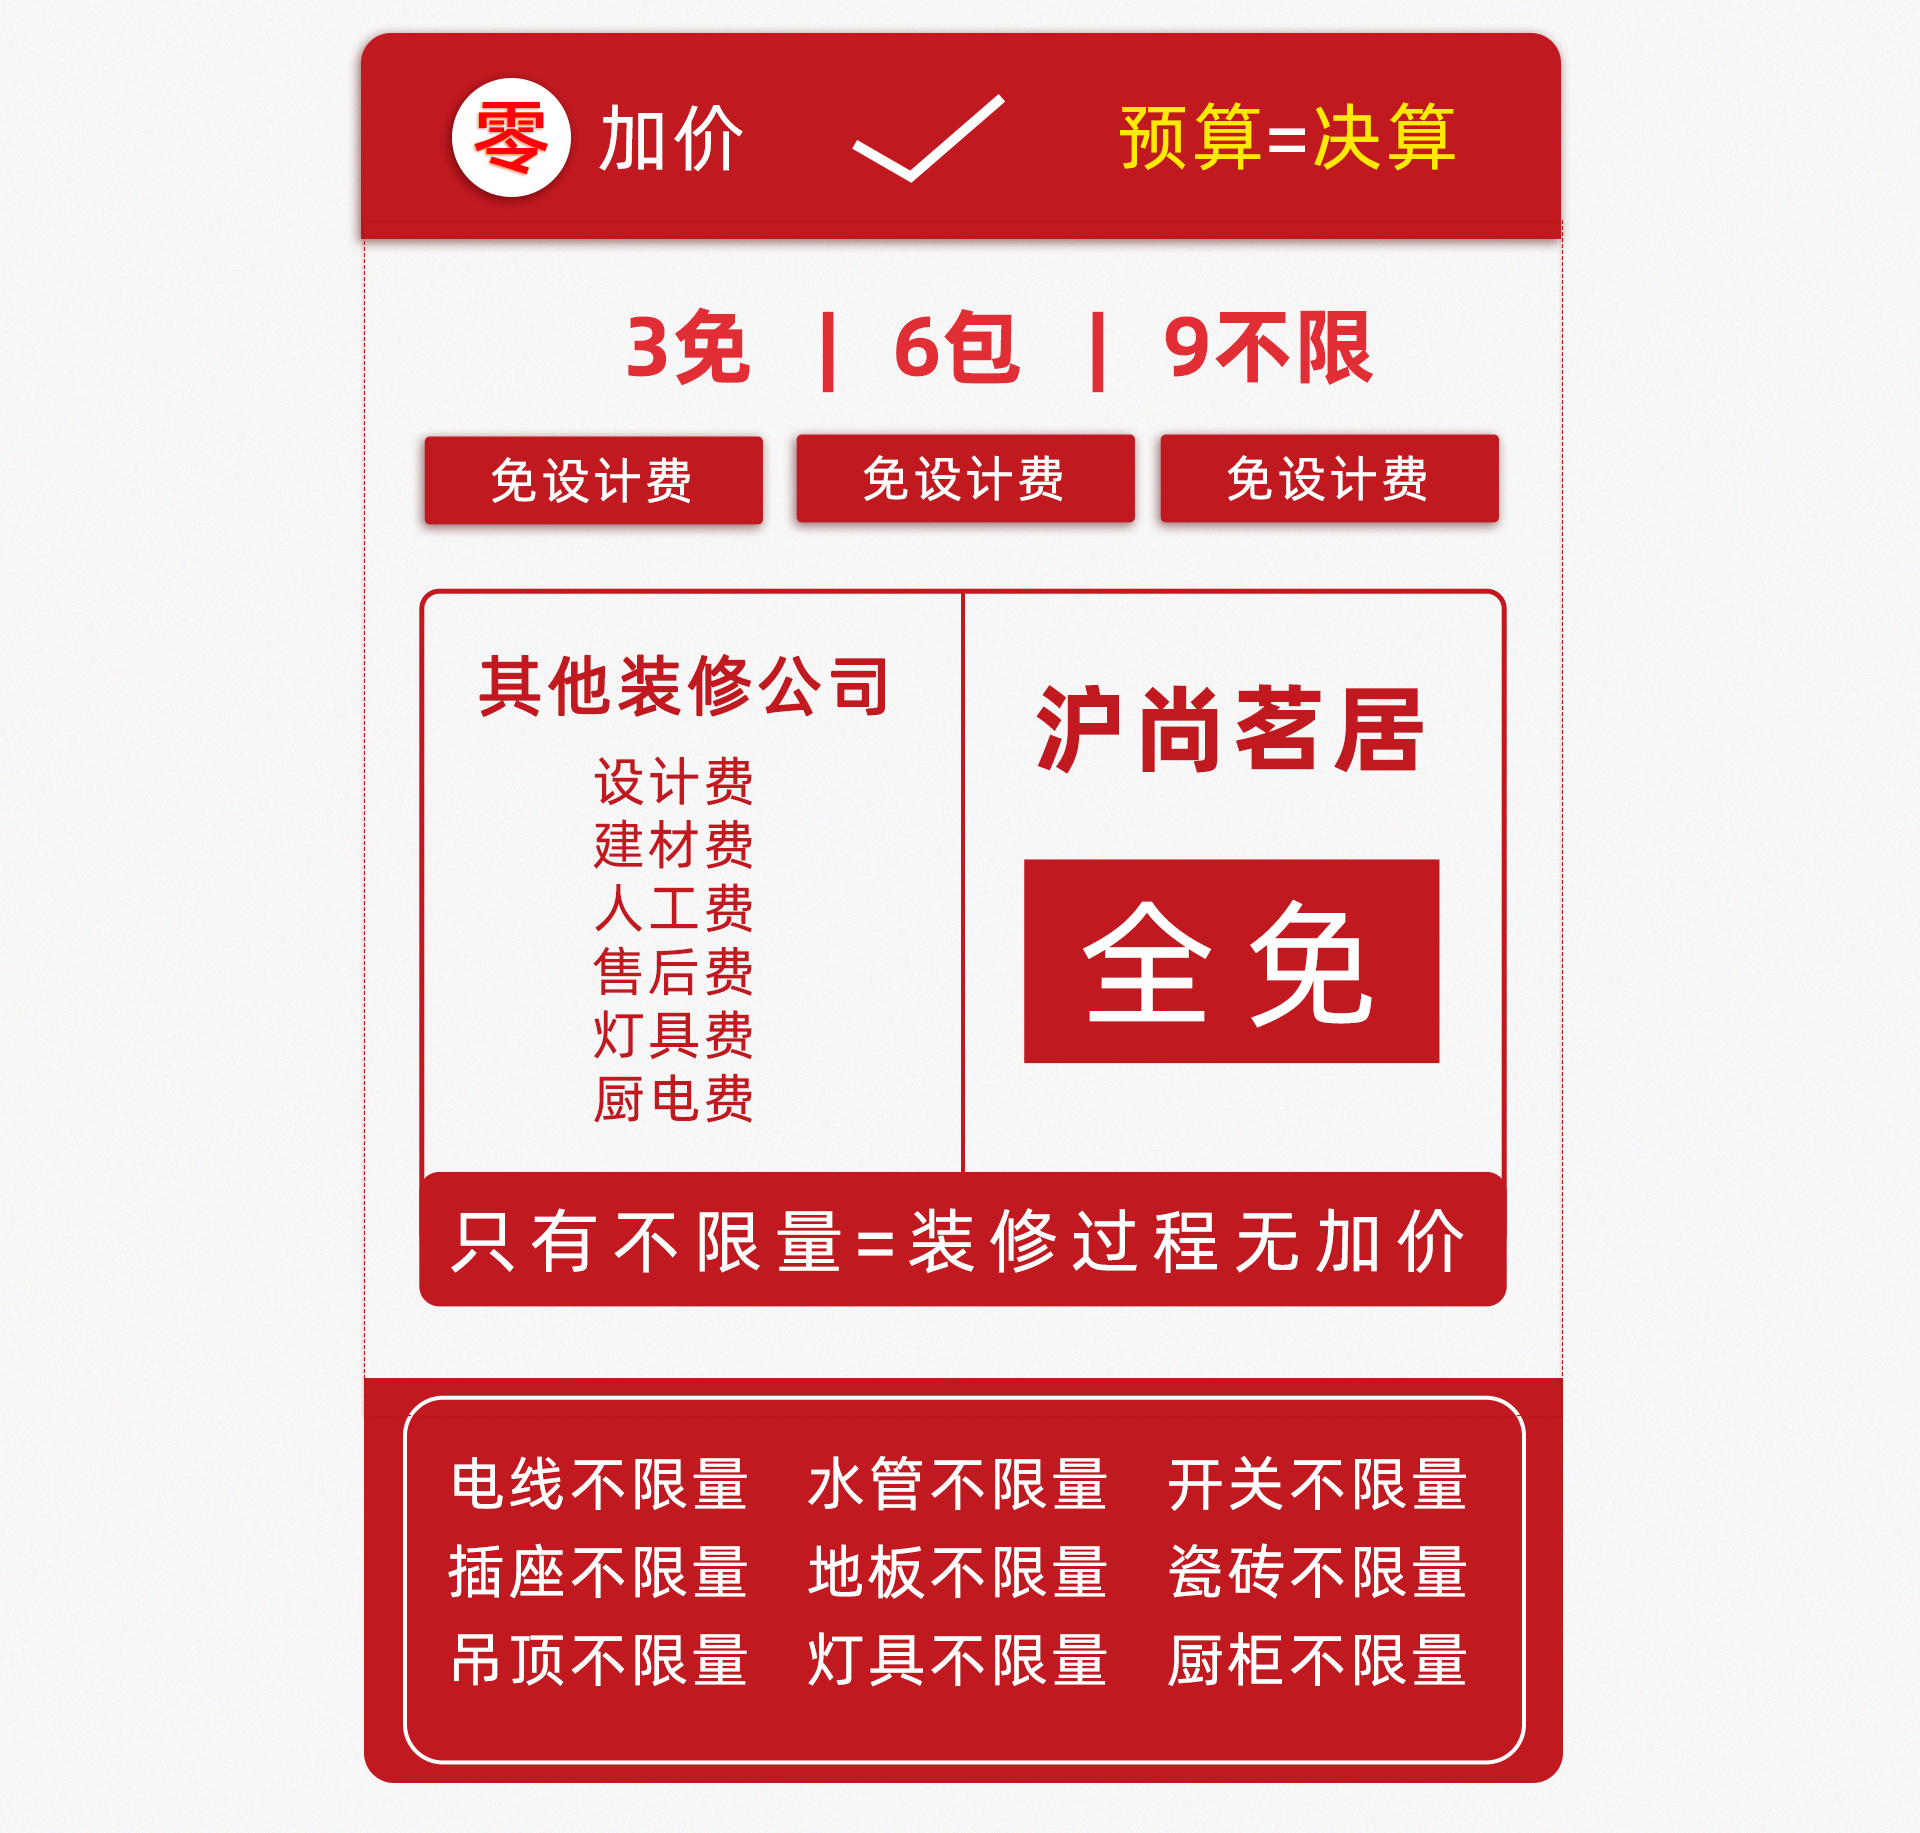 零 加价 预算=决算
3免 | 6包 | 9不限
免设计费 免设计费 免设计费
其他装修公司
设计费
建材费
人工费
售后费
灯具费
厨电费
沪尚茗居
全免
只有不限量=装修过程无加价
电线不限量 水管不限量 开关不限量
插座不限量 地板不限量 瓷砖不限量
吊顶不限量 灯具不限量 厨柜不限量